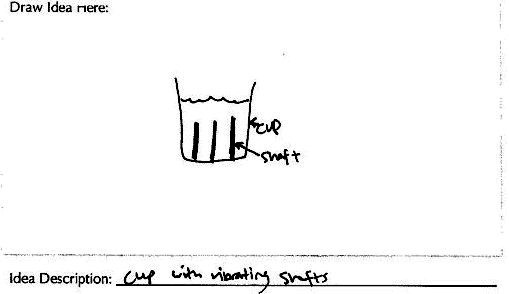 Draw Idea Here:
cup
shaft
Idea Description: cup with vibrating shafts